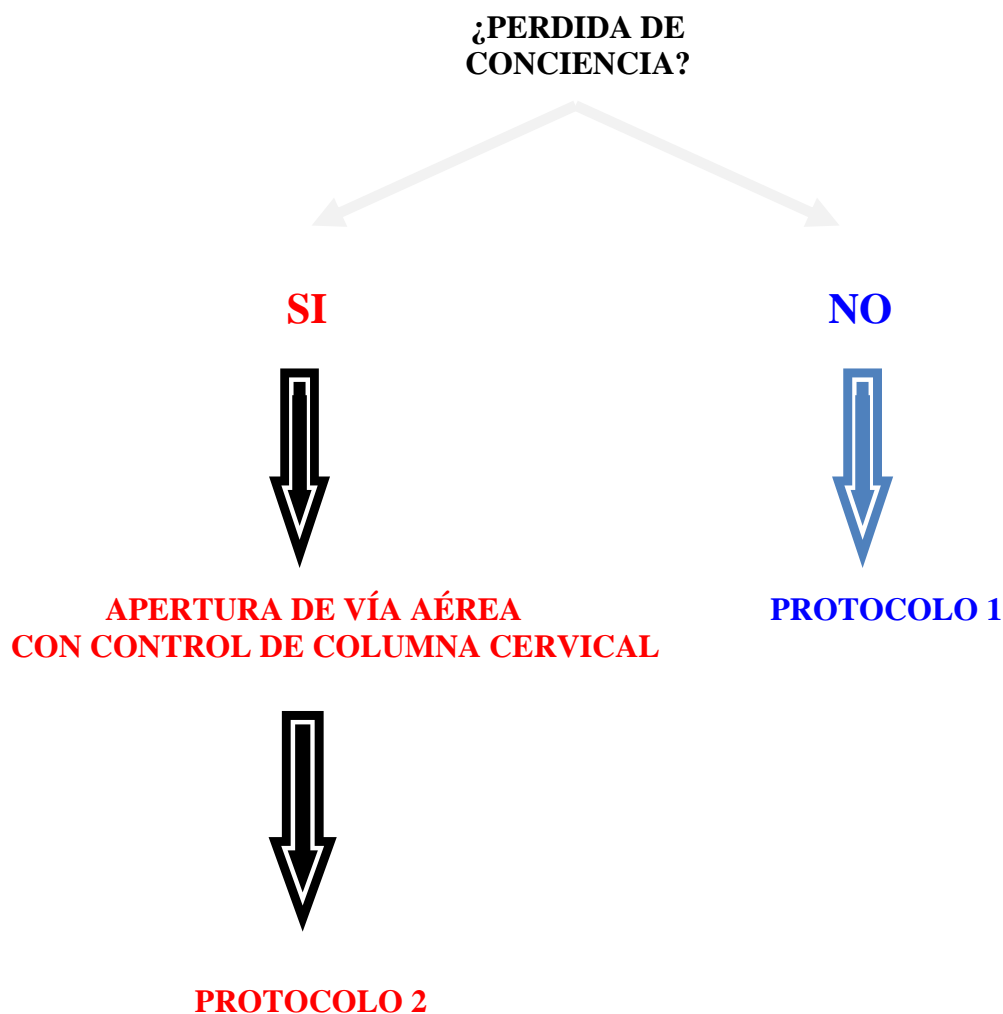 ¿PERDIDA DE
CONCIENCIA?
SI
NO
APERTURA DE VÍA AÉREA
CON CONTROL DE COLUMNA CERVICAL
PROTOCOLO 1
PROTOCOLO 2